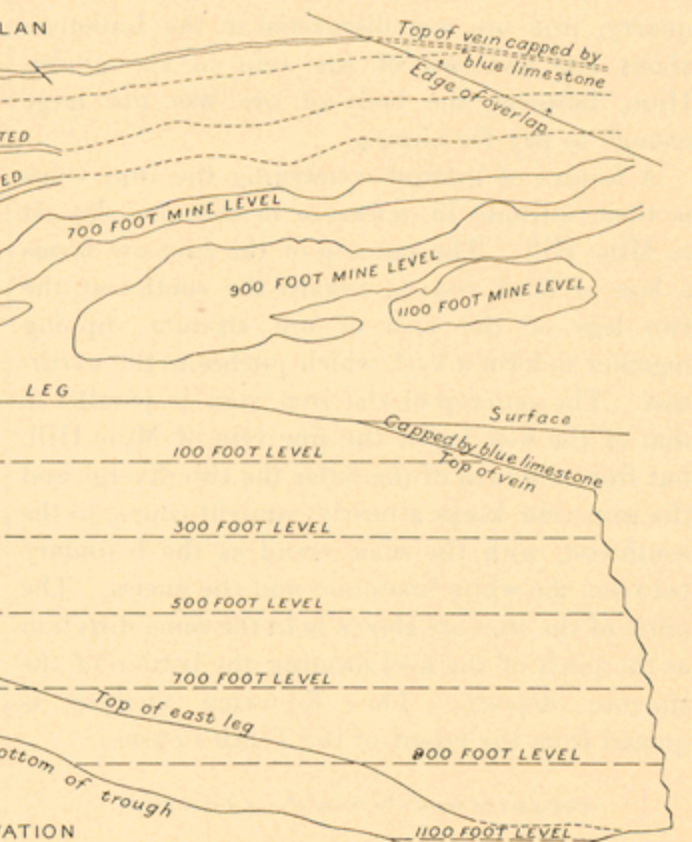 LAN
Top of vein capped by
blue limestone
Edge of overlap
TED
ED
700 FOOT MINE LEVEL
900 FOOT MINE LEVEL
1100 FOOT MINE LEVEL
LEG
Surface
Capped by blue limestone
Top of vein
100 FOOT LEVEL
300 FOOT LEVEL
500 FOOT LEVEL
700 FOOT LEVEL
Top of east leg
900 FOOT LEVEL
ottom of trough
1100 FOOT LEVEL
VATION